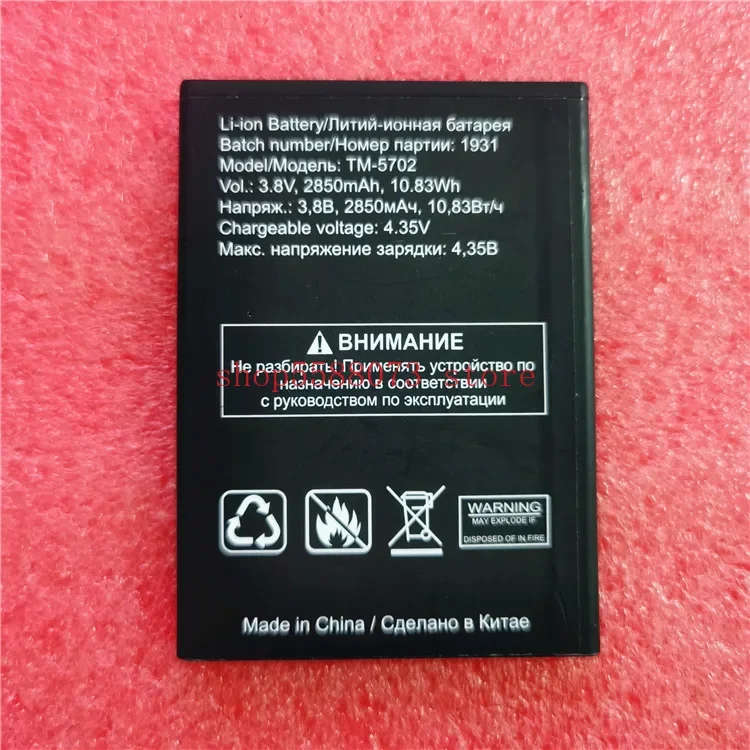 Li-ion Battery/Литий-ионная батарея
Batch number/Номер партии: 1931
Model/Модель: TM-5702
Vol.: 3.8V, 2850mAh, 10.83Wh
Напряж.: 3,8В, 2850мАч, 10,83Вт/ч
Chargeable voltage: 4.35V
Макс. напряжение зарядки: 4,35В
ВНИМАНИЕ
Не разбирать! Применять устройство по
назначению в соответствии
с руководством по эксплуатации
shop5588073 store
WARNING
MAY EXPLODE IF
DISPOSED OF IN FIRE
Made in China / Сделано в Китае